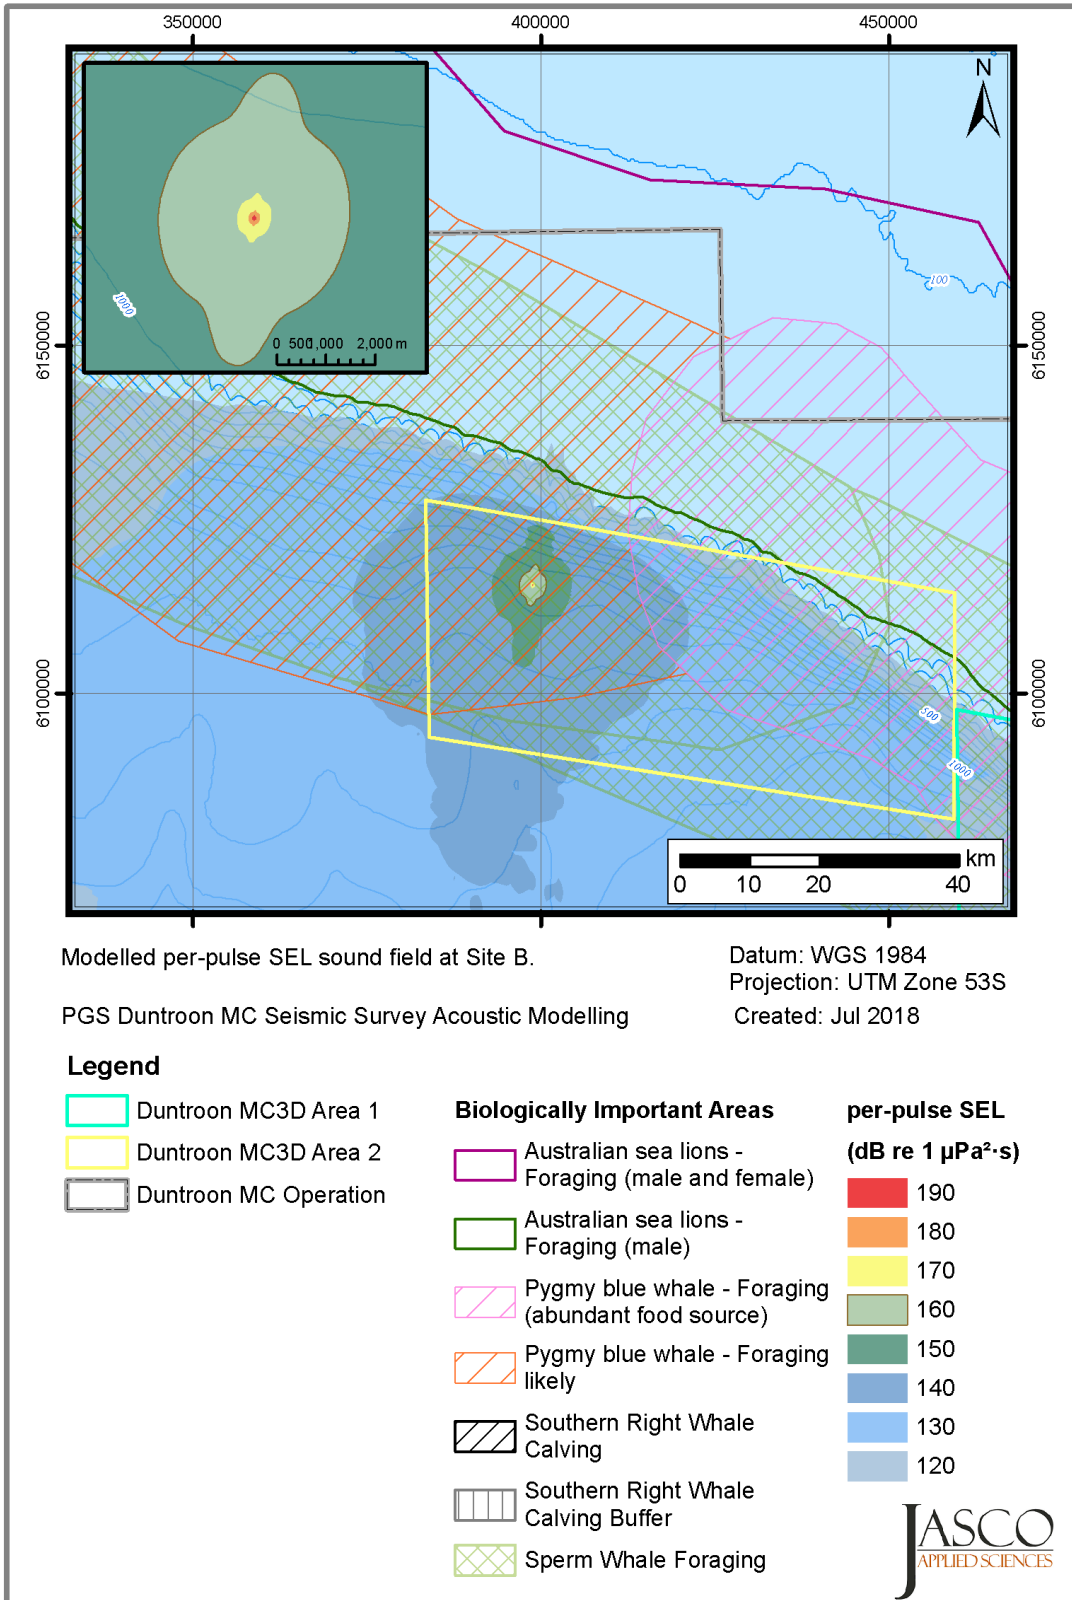 350000 400000 450000
N
1000
0 500 1,000 2,000 m
100
6150000 6150000
6100000 6100000
500
1000
km
0 10 20 40
Modelled per-pulse SEL sound field at Site B.
Datum: WGS 1984
Projection: UTM Zone 53S
PGS Duntroon MC Seismic Survey Acoustic Modelling
Created: Jul 2018
Legend
Duntroon MC3D Area 1
Duntroon MC3D Area 2
Duntroon MC Operation
Biologically Important Areas
Australian sea lions -
Foraging (male and female)
Australian sea lions -
Foraging (male)
Pygmy blue whale - Foraging
(abundant food source)
Pygmy blue whale - Foraging
likely
Southern Right Whale
Calving
Southern Right Whale
Calving Buffer
Sperm Whale Foraging
per-pulse SEL
(dB re 1 µPa²·s)
190
180
170
160
150
140
130
120
JASCO
APPLIED SCIENCES